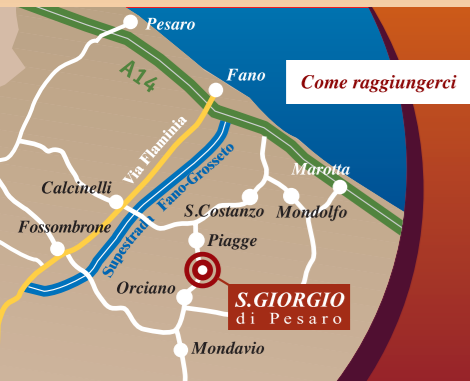 Pesaro
A14
Fano
Come raggiungerci
Via Flaminia
Supestrada Fano-Grosseto
Marotta
Calcinelli
S.Costanzo
Mondolfo
Fossombrone
Piagge
Orciano
S.GIORGIO
di Pesaro
Mondavio